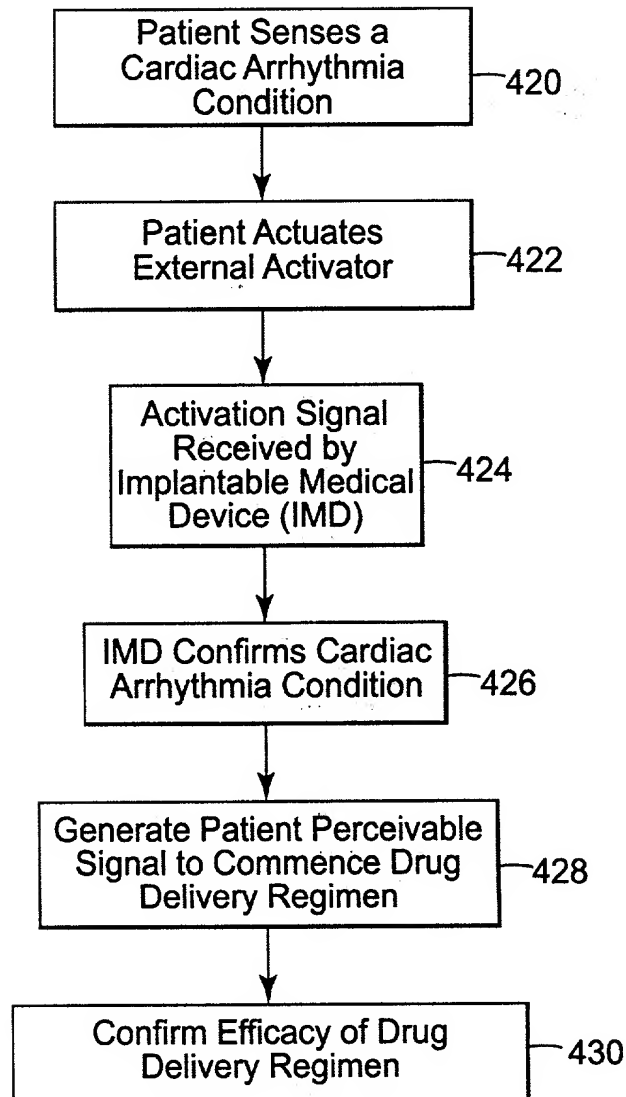 Patient Senses a
Cardiac Arrhythmia
Condition
420
Patient Actuates
External Activator
422
Activation Signal
Received by
Implantable Medical
Device (IMD)
424
IMD Confirms Cardiac
Arrhythmia Condition
426
Generate Patient Perceivable
Signal to Commence Drug
Delivery Regimen
428
Confirm Efficacy of Drug
Delivery Regimen
430